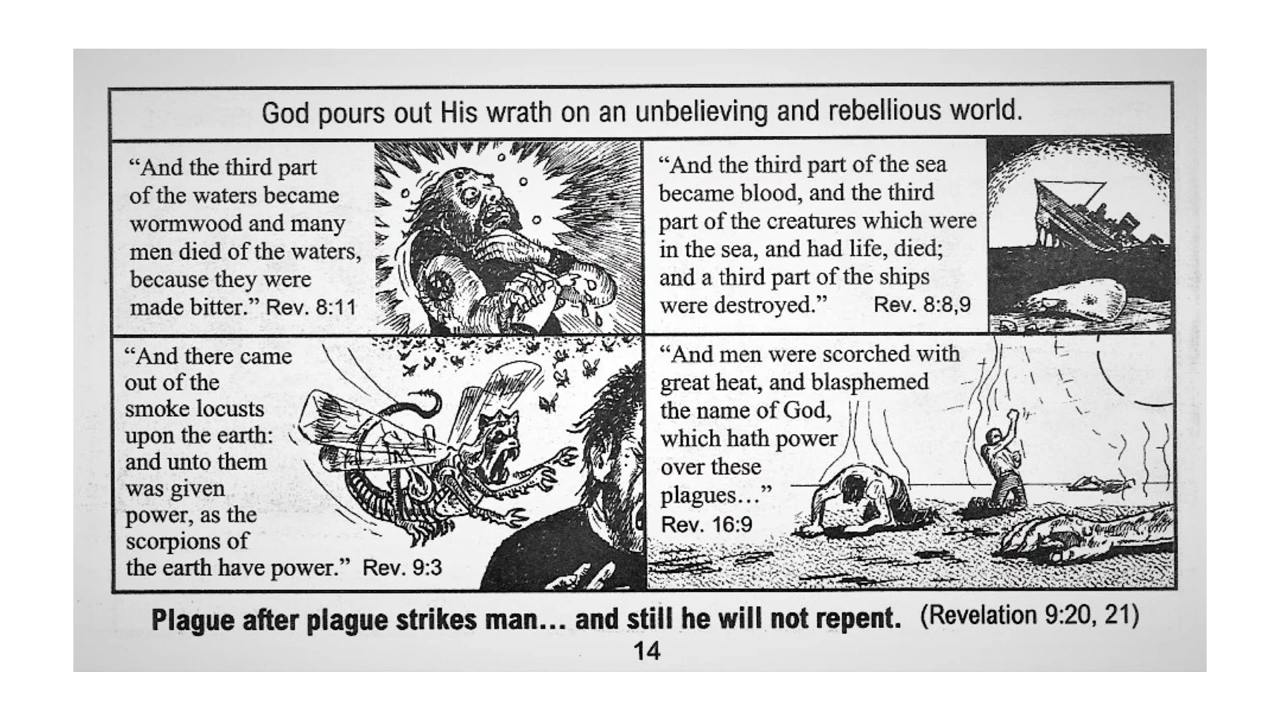 God pours out His wrath on an unbelieving and rebellious world.
“And the third part
of the waters became
wormwood and many
men died of the waters,
because they were
made bitter.” Rev. 8:11
“And the third part of the sea
became blood, and the third
part of the creatures which were
in the sea, and had life, died;
and a third part of the ships
were destroyed.” Rev. 8:8,9
“And there came
out of the
smoke locusts
upon the earth:
and unto them
was given
power, as the
scorpions of
the earth have power.” Rev. 9:3
“And men were scorched with
great heat, and blasphemed
the name of God,
which hath power
over these
plagues...”
Rev. 16:9
Plague after plague strikes man... and still he will not repent. (Revelation 9:20, 21)
14